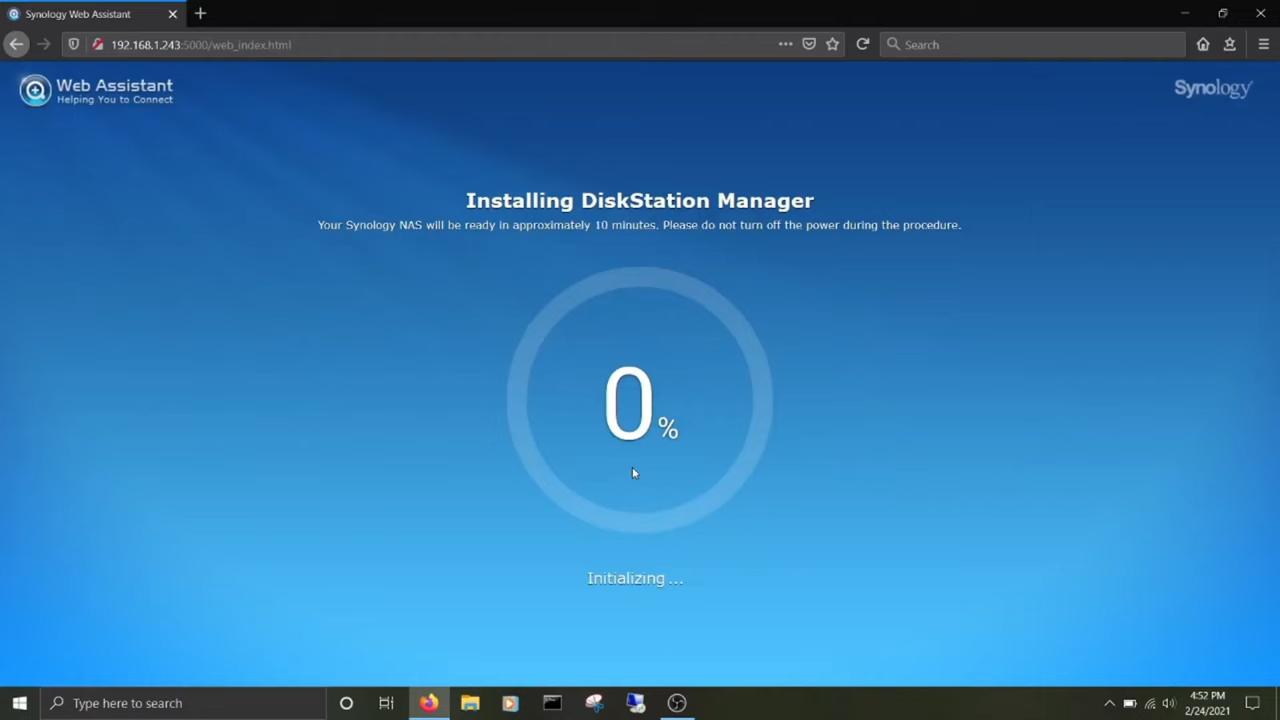 Synology Web Assistant
192.168.1.243:5000/web_index.html
Search
Web Assistant
Helping You to Connect
Synology
Installing DiskStation Manager
Your Synology NAS will be ready in approximately 10 minutes. Please do not turn off the power during the procedure.
0%
Initializing ...
Type here to search
4:52 PM
2/24/2021